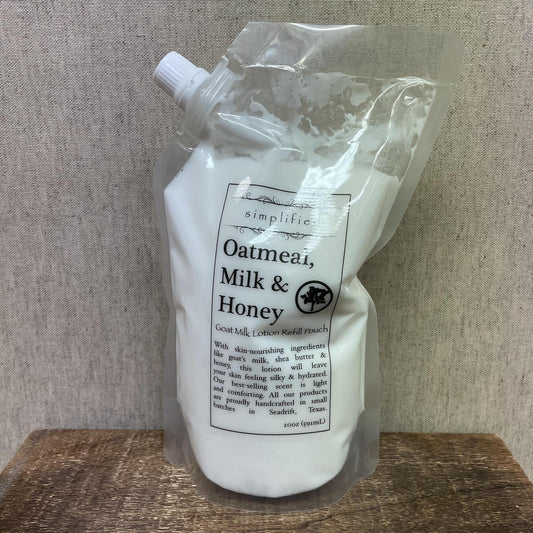 simplified
Oatmeal,
Milk &
Honey
Goat Milk Lotion Refill Pouch
With skin-nourishing ingredients
like goat's milk, shea butter &
honey, this lotion will leave
your skin feeling silky & hydrated.
Our best-selling scent is light
and comforting. All our products
are proudly handcrafted in small
batches in Seadrift, Texas.
20oz (591mL)